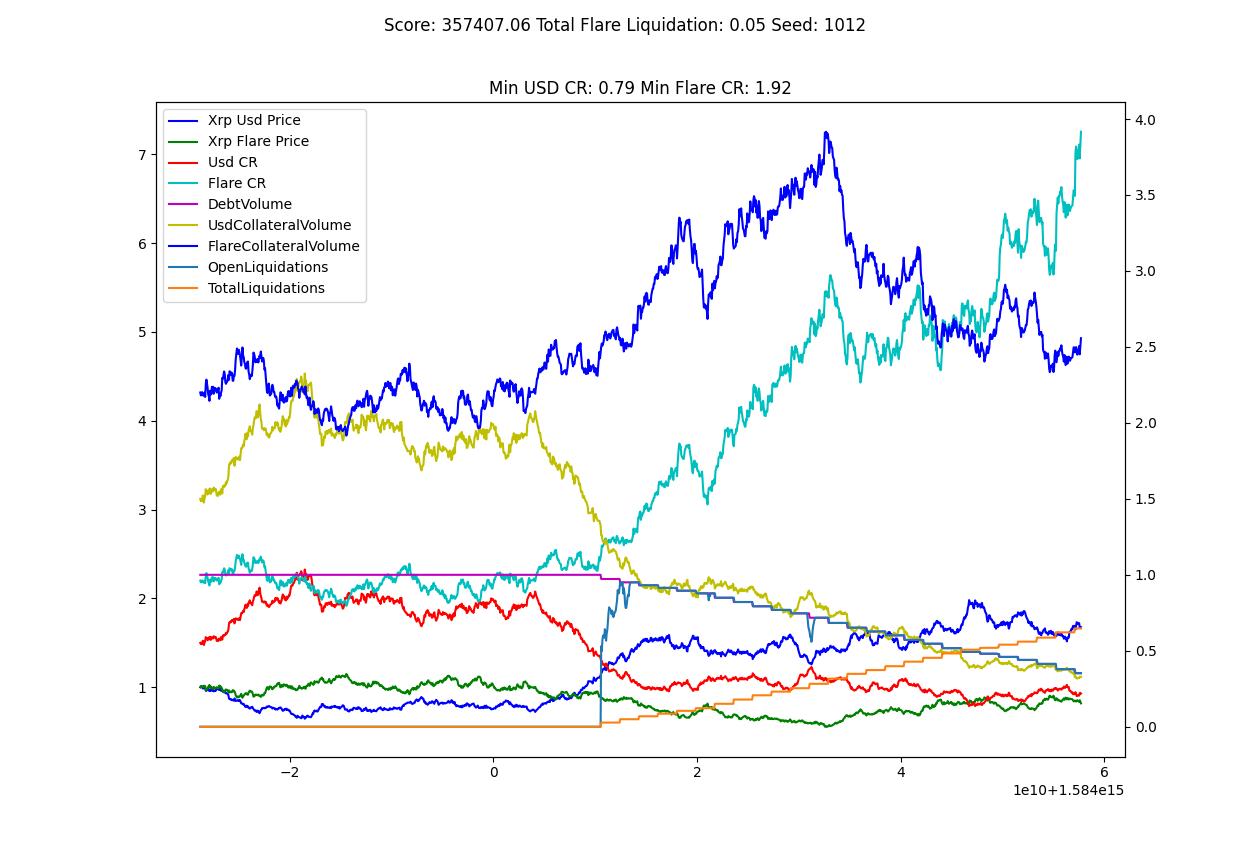 Score: 357407.06 Total Flare Liquidation: 0.05 Seed: 1012
Min USD CR: 0.79 Min Flare CR: 1.92
Xrp Usd Price
Xrp Flare Price
Usd CR
Flare CR
DebtVolume
UsdCollateralVolume
FlareCollateralVolume
OpenLiquidations
TotalLiquidations
7
6
5
4
3
2
1
4.0
3.5
3.0
2.5
2.0
1.5
1.0
0.5
0.0
−2 0 2 4 6
1e10+1.584e15